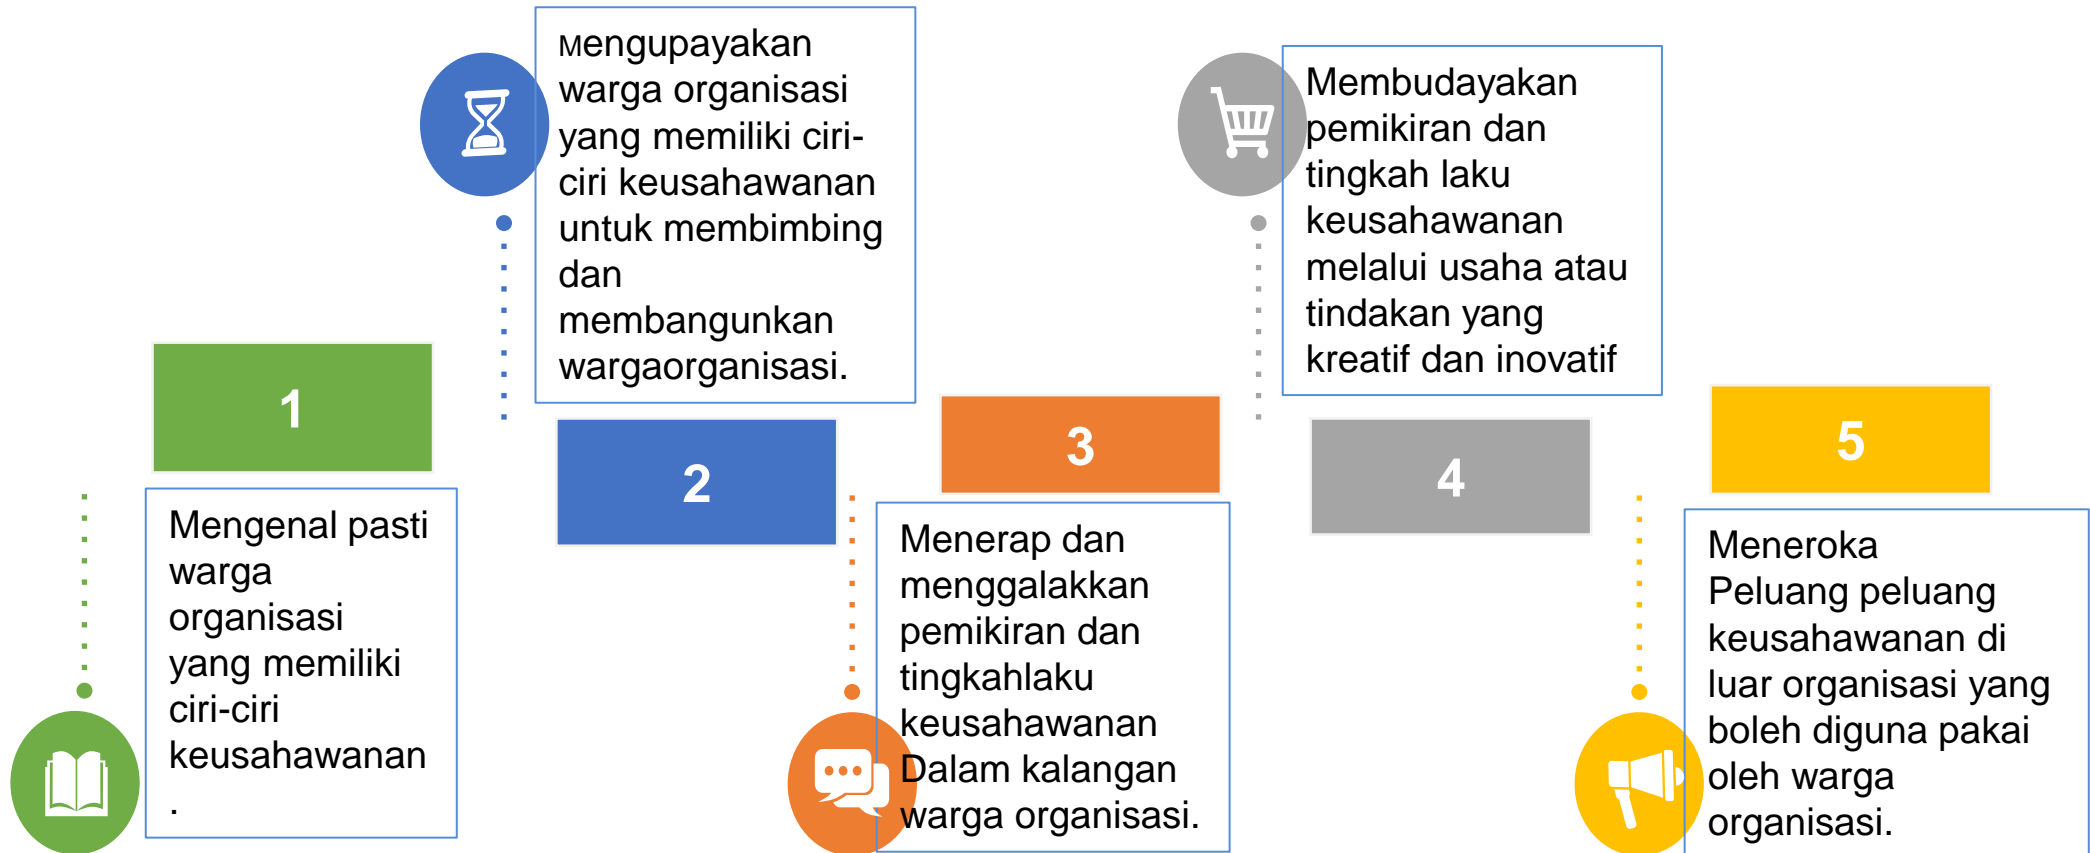 1
Mengenal pasti
warga
organisasi
yang memiliki
ciri-ciri
keusahawanan
.
Mengupayakan
warga organisasi
yang memiliki ciri-
ciri keusahawanan
untuk membimbing
dan
membangunkan
wargaorganisasi.
2
3
Menerap dan
menggalakkan
pemikiran dan
tingkahlaku
keusahawanan
Dalam kalangan
warga organisasi.
Membudayakan
pemikiran dan
tingkah laku
keusahawanan
melalui usaha atau
tindakan yang
kreatif dan inovatif
4
5
Meneroka
Peluang peluang
keusahawanan di
luar organisasi yang
boleh diguna pakai
oleh warga
organisasi.